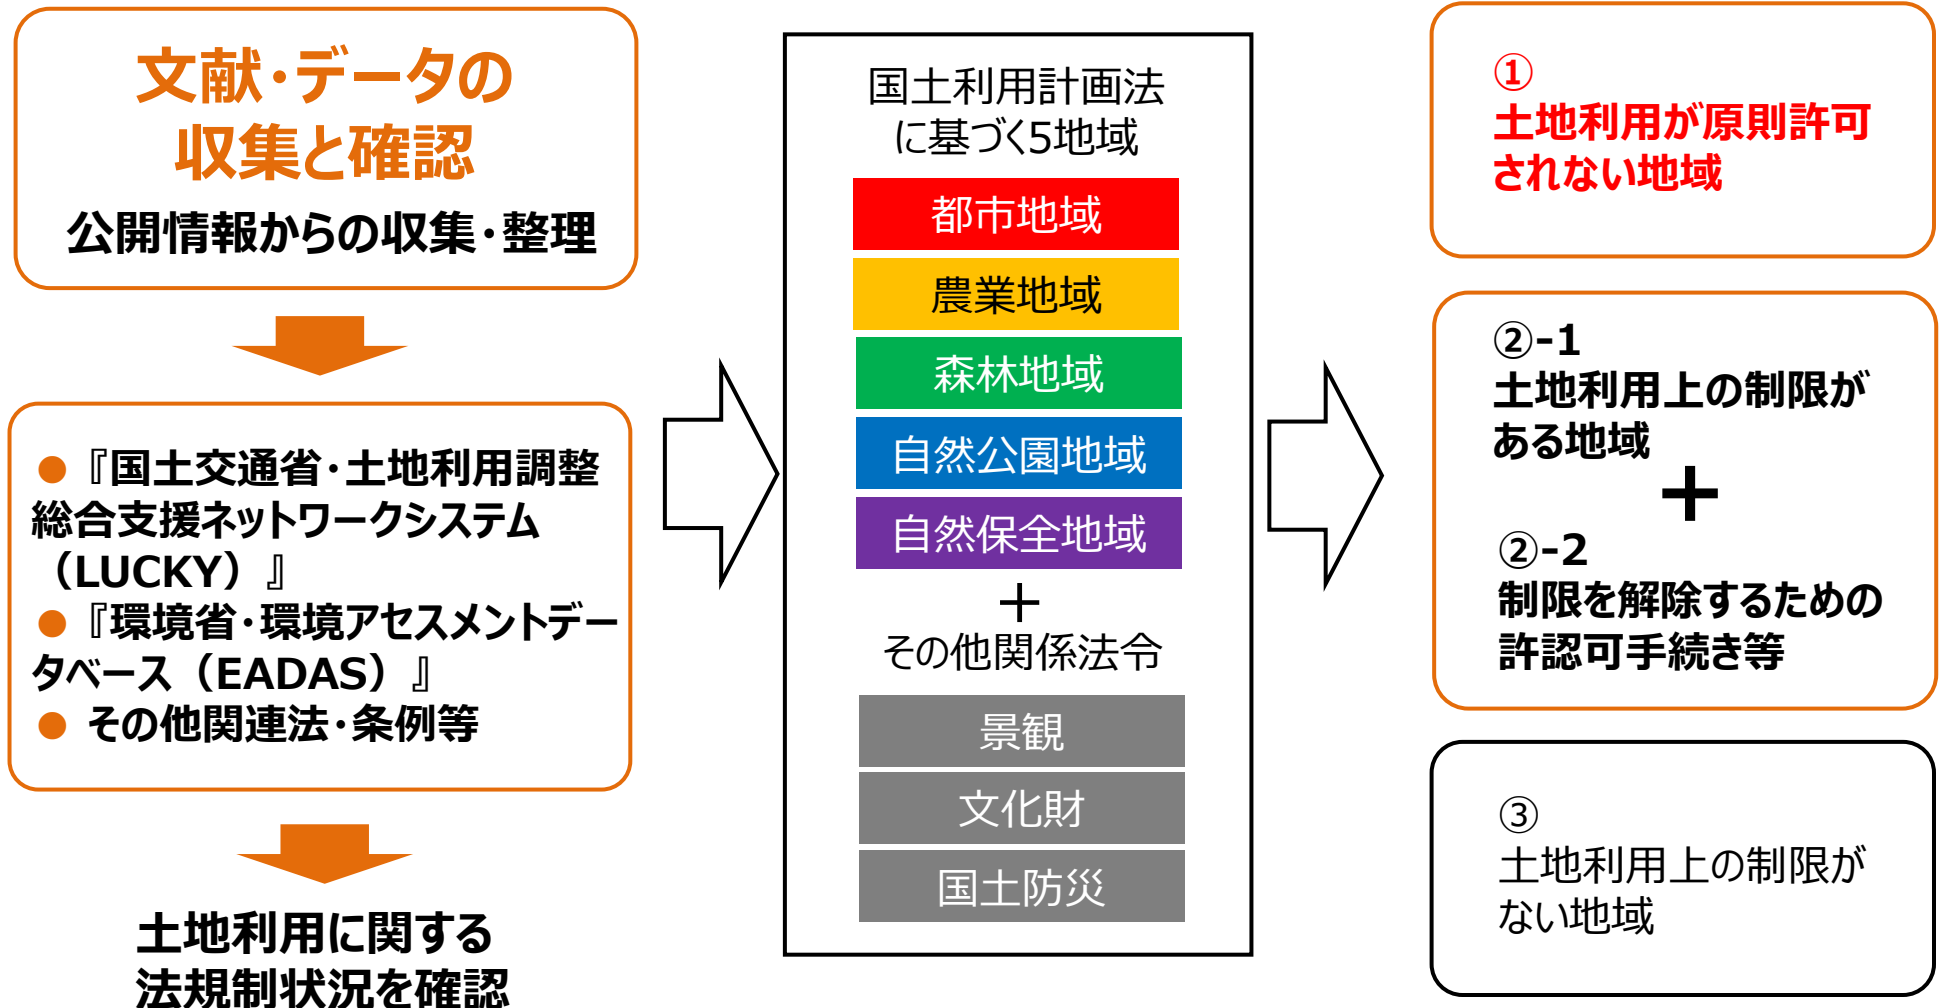 文献・データの
収集と確認
公開情報からの収集・整理
● 『国土交通省・土地利用調整
総合支援ネットワークシステム
（LUCKY）』
● 『環境省・環境アセスメントデー
タベース（EADAS）』
● その他関連法・条例等
土地利用に関する
法規制状況を確認
国土利用計画法
に基づく5地域
都市地域
農業地域
森林地域
自然公園地域
自然保全地域
＋
その他関係法令
景観
文化財
国土防災
①
土地利用が原則許可
されない地域
②-1
土地利用上の制限が
ある地域
＋
②-2
制限を解除するための
許認可手続き等
③
土地利用上の制限が
ない地域